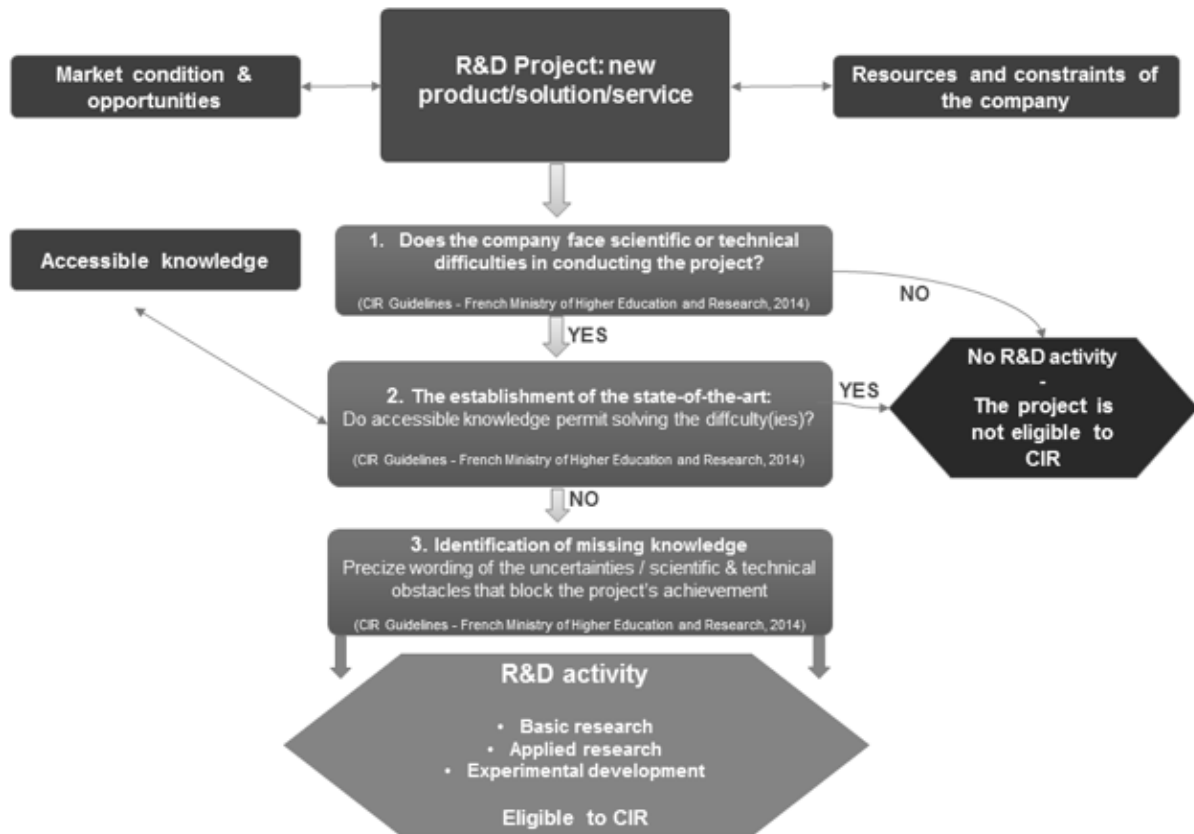 R&D Project: new
product/solution/service
Market condition &
opportunities
Resources and constraints of
the company
Accessible knowledge
1. Does the company face scientific or technical
difficulties in conducting the project?
(CIR Guidelines - French Ministry of Higher Education and Research, 2014)
NO
YES
No R&D activity
-
The project is
not eligible to
CIR
2. The establishment of the state-of-the-art:
Do accessible knowledge permit solving the diffculty(ies)?
(CIR Guidelines - French Ministry of Higher Education and Research, 2014)
YES
NO
3. Identification of missing knowledge
Precize wording of the uncertainties / scientific & technical
obstacles that block the project's achievement
(CIR Guidelines - French Ministry of Higher Education and Research, 2014)
R&D activity
• Basic research
• Applied research
• Experimental development
Eligible to CIR